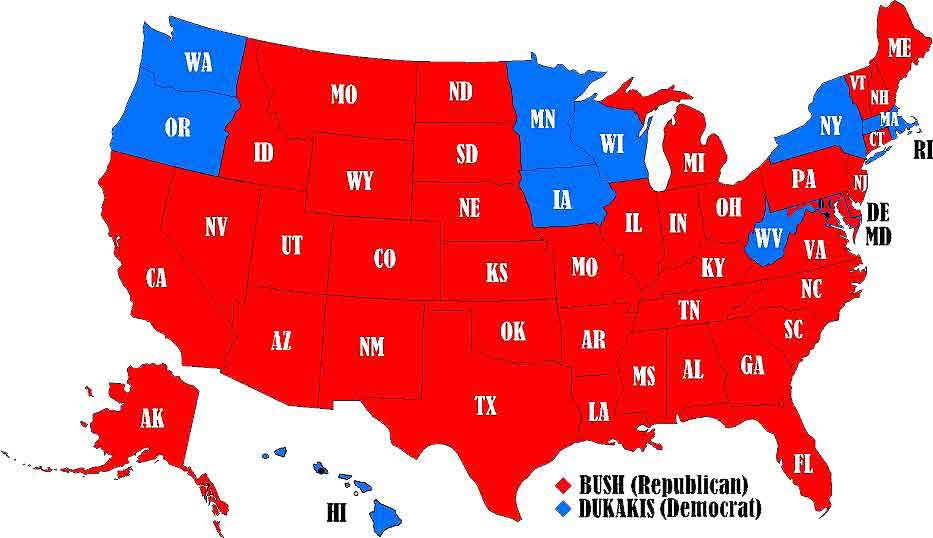 WA
OR
ID
MO
ND
SD
WY
NE
NV
UT
CO
KS
CA
AZ
NM
OK
TX
MN
IA
WI
MO
AR
LA
IL
IN
MI
OH
KY
TN
MS
AL
GA
FL
SC
NC
VA
WV
PA
NY
VT
NH
ME
MA
CT
RI
NJ
DE
MD
AK
HI
BUSH (Republican)
DUKAKIS (Democrat)